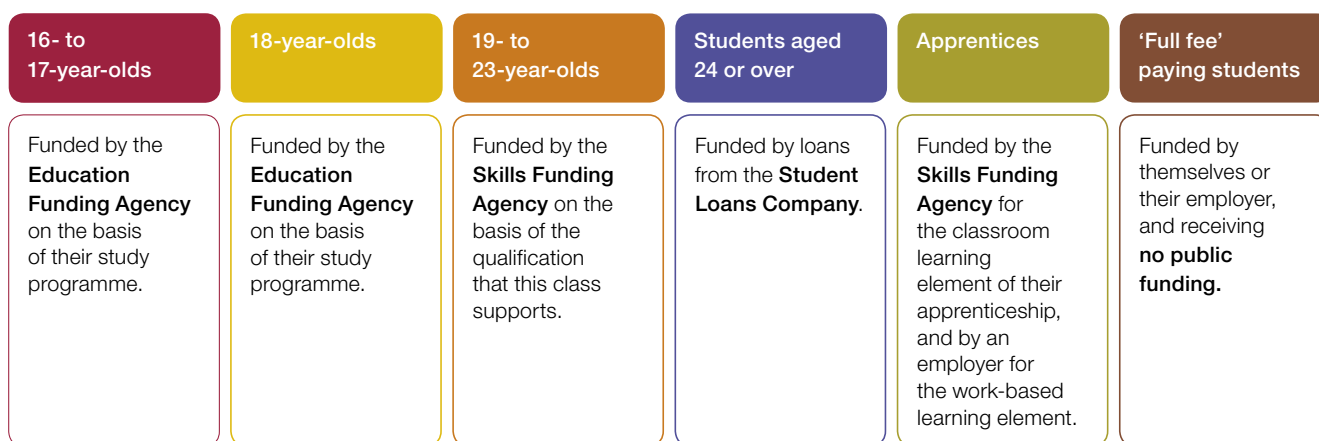 16- to
17-year-olds
18-year-olds
19- to
23-year-olds
Students aged
24 or over
Apprentices
‘Full fee’
paying students
Funded by the
Education
Funding Agency
on the basis
of their study
programme.
Funded by the
Education
Funding Agency
on the basis
of their study
programme.
Funded by the
Skills Funding
Agency on the
basis of the
qualification
that this class
supports.
Funded by loans
from the Student
Loans Company.
Funded by the
Skills Funding
Agency for
the classroom
learning
element of their
apprenticeship,
and by an
employer for
the work-based
learning element.
Funded by
themselves or
their employer,
and receiving
no public
funding.